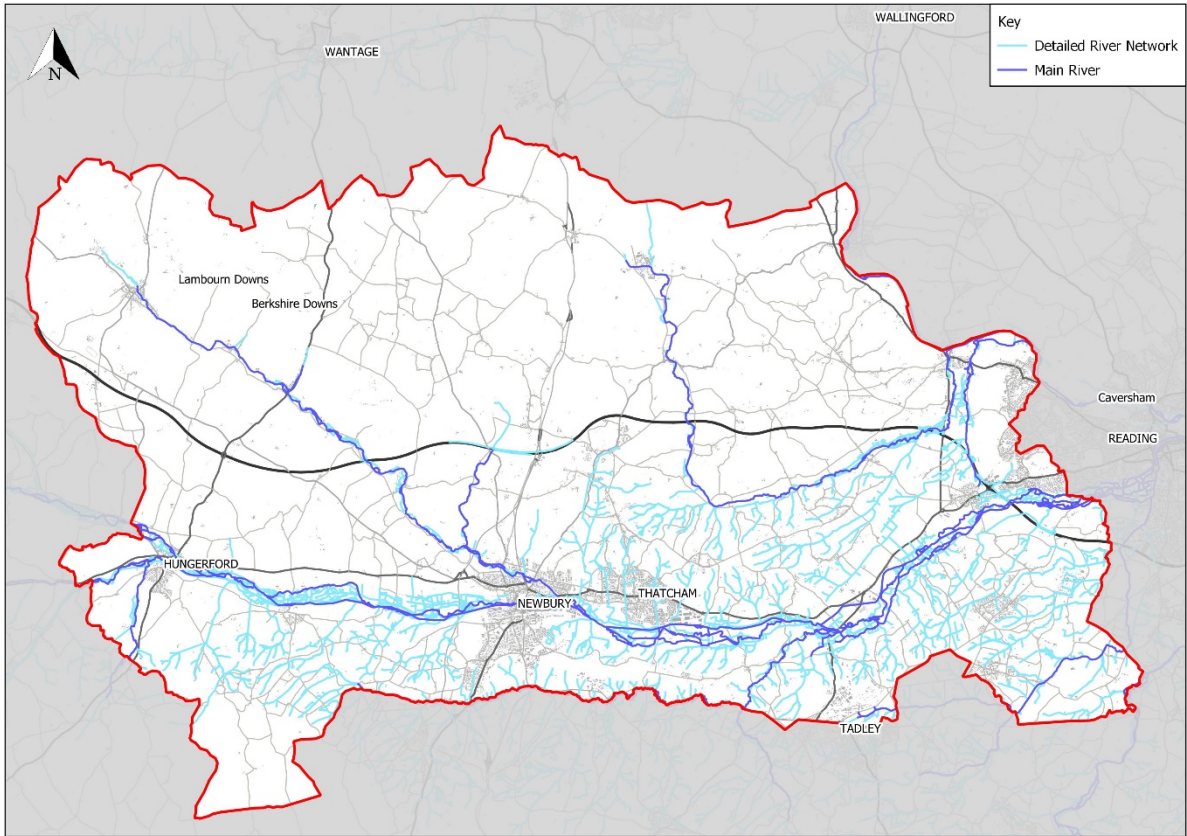 WALLINGFORD
WANTAGE
Key
Detailed River Network
Main River
N
Lambourn Downs
Berkshire Downs
Caversham
READING
HUNGERFORD
NEWBURY
THATCHAM
TADLEY